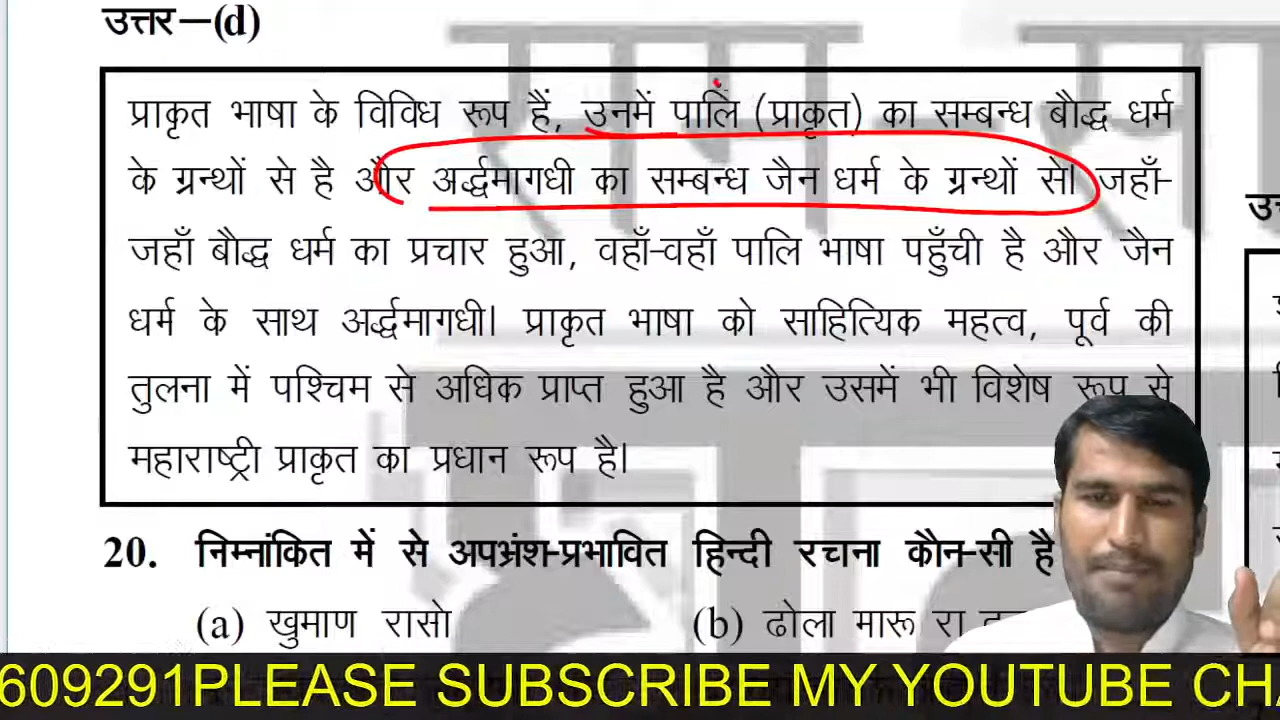 उत्तर—(d)
प्राकृत भाषा के विविध रूप हैं, उनमें पालि (प्राकृत) का सम्बन्ध बौद्ध धर्म
के ग्रन्थों से है और अर्द्धमागधी का सम्बन्ध जैन धर्म के ग्रन्थों से। जहाँ-
जहाँ बौद्ध धर्म का प्रचार हुआ, वहाँ-वहाँ पालि भाषा पहुँची है और जैन
धर्म के साथ अर्द्धमागधी। प्राकृत भाषा को साहित्यिक महत्व, पूर्व की
तुलना में पश्चिम से अधिक प्राप्त हुआ है और उसमें भी विशेष रूप से
महाराष्ट्री प्राकृत का प्रधान रूप है।
20. निम्नांकित में से अपभ्रंश-प्रभावित हिन्दी रचना कौन-सी है
(a) खुमाण रासो (b) ढोला मारू रा
609291PLEASE SUBSCRIBE MY YOUTUBE CHA